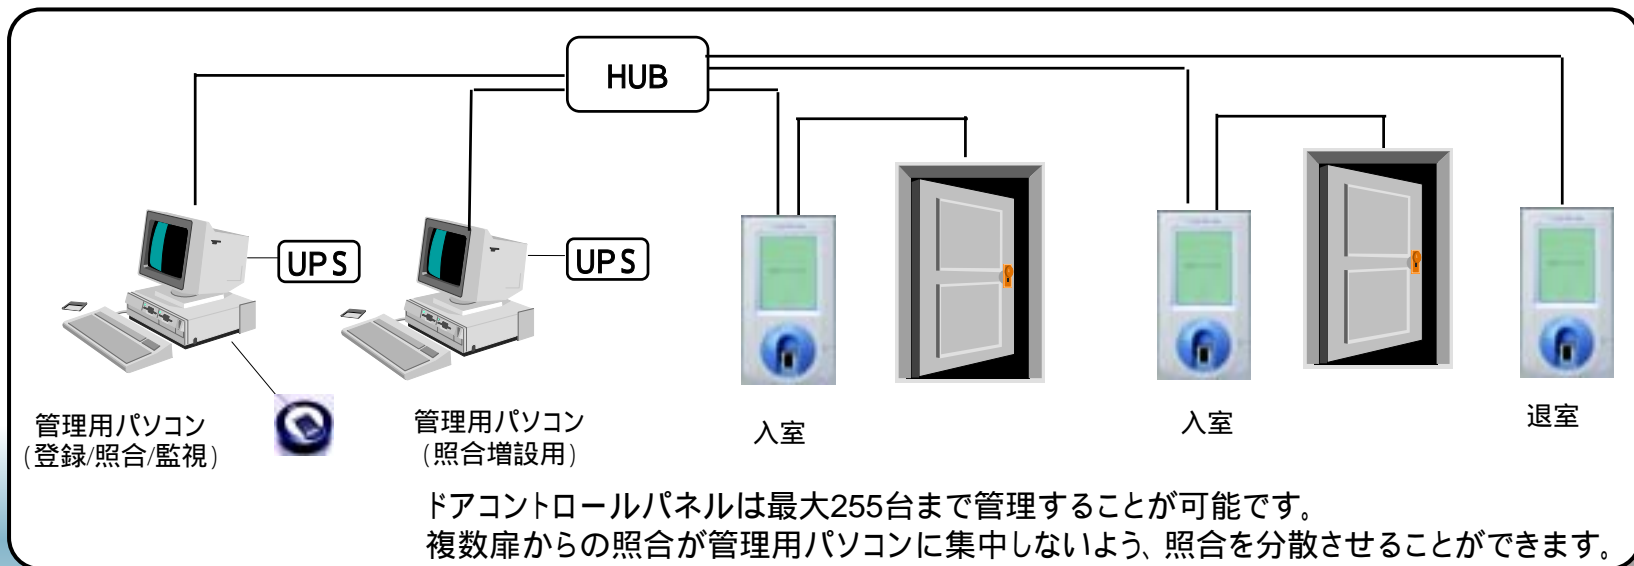 HUB
UPS
UPS
管理用パソコン
(登録/照合/監視)
管理用パソコン
(照合増設用)
入室
入室
退室
ドアコントロールパネルは最大255台まで管理することが可能です。
複数扉からの照合が管理用パソコンに集中しないよう、照合を分散させることができます。